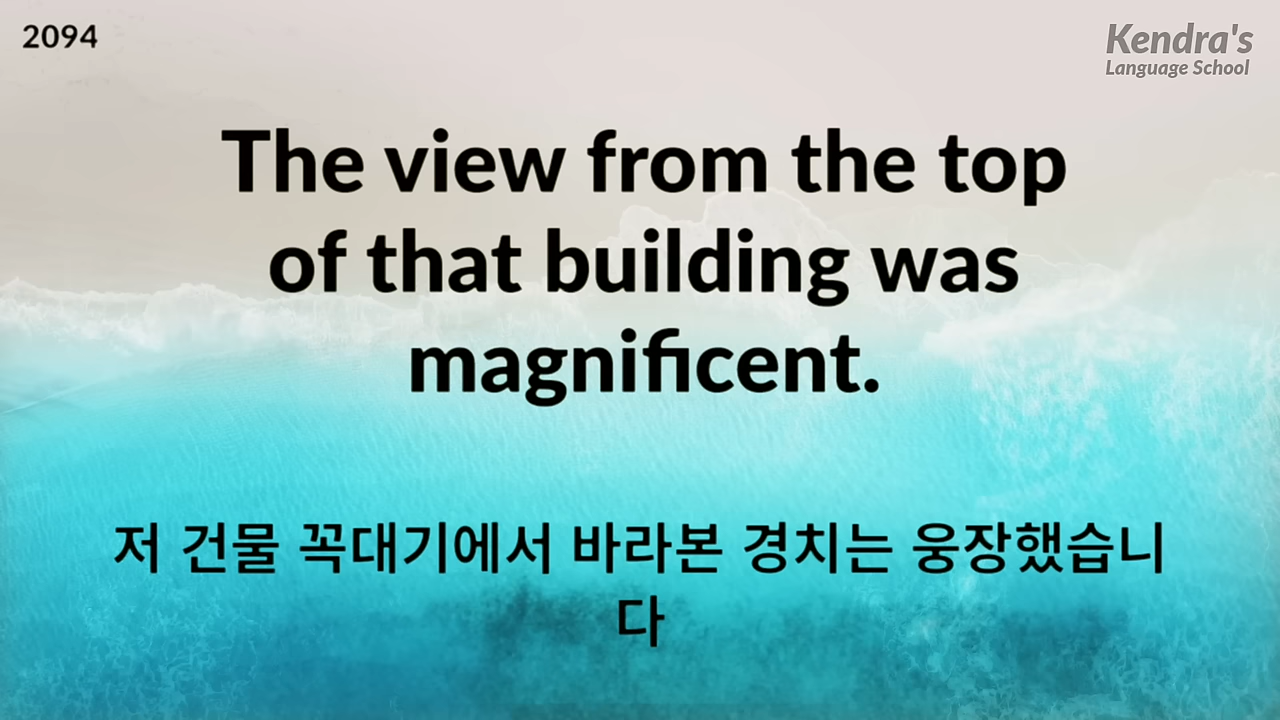 2094
Kendra's
Language School
The view from the top
of that building was
magnificent.
저 건물 꼭대기에서 바라본 경치는 웅장했습니
다